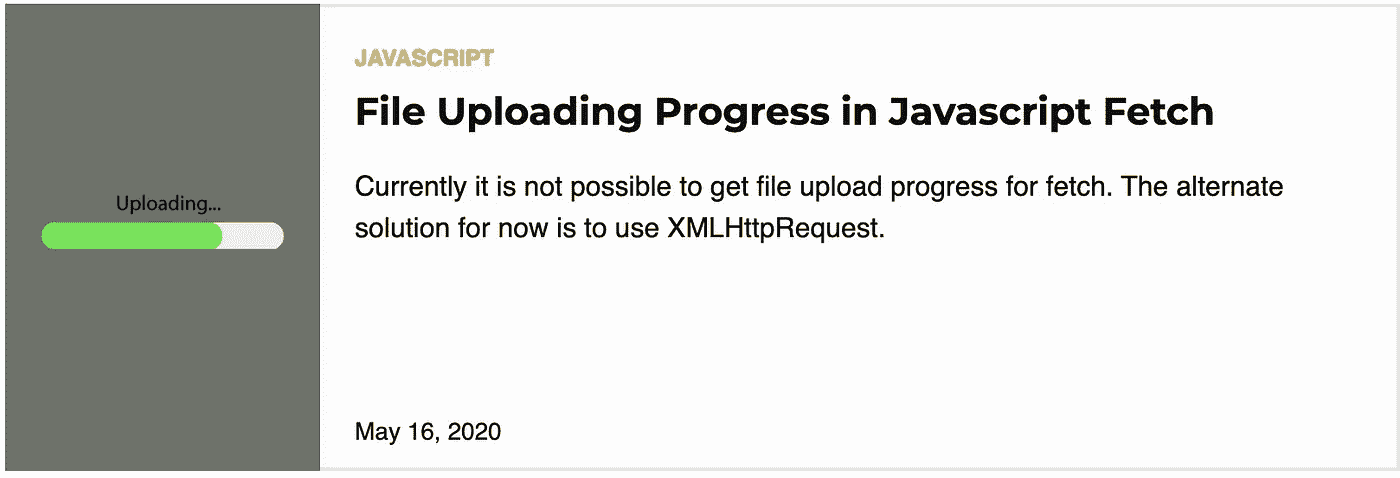 Uploading...
JAVASCRIPT
File Uploading Progress in Javascript Fetch
Currently it is not possible to get file upload progress for fetch. The alternate
solution for now is to use XMLHttpRequest.
May 16, 2020